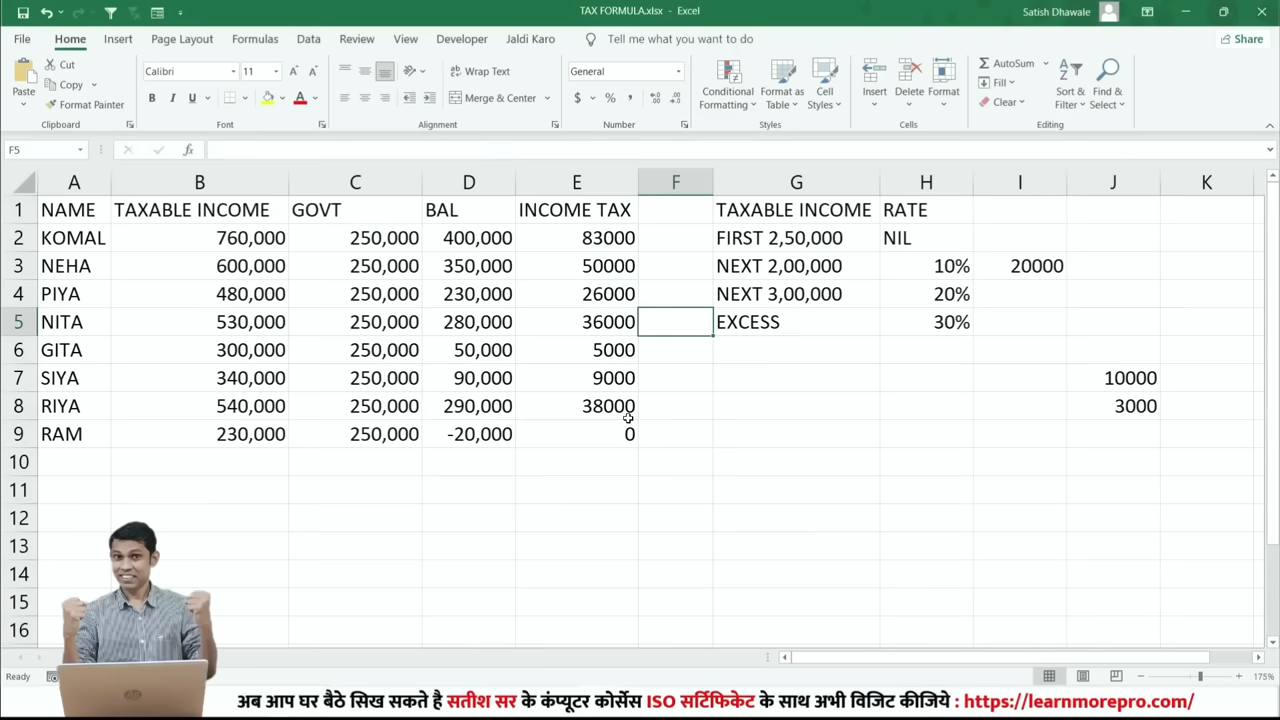 TAX FORMULA.xlsx - Excel
Satish Dhawale
File Home Insert Page Layout Formulas Data Review View Developer Jaldi Karo Tell me what you want to do Share
Paste
Cut
Copy
Format Painter
Clipboard
Calibri 11
B I U
Font
Wrap Text
Merge & Center
Alignment
General
$ % ,
Number
Conditional Formatting
Format as Table
Cell Styles
Styles
Insert Delete Format
Cells
AutoSum
Fill
Clear
Sort & Filter
Find & Select
Editing
F5 fx
A B C D E F G H I J K
1 NAME TAXABLE INCOME GOVT BAL INCOME TAX TAXABLE INCOME RATE
2 KOMAL 760,000 250,000 400,000 83000 FIRST 2,50,000 NIL
3 NEHA 600,000 250,000 350,000 50000 NEXT 2,00,000 10% 20000
4 PIYA 480,000 250,000 230,000 26000 NEXT 3,00,000 20%
5 NITA 530,000 250,000 280,000 36000 EXCESS 30%
6 GITA 300,000 250,000 50,000 5000
7 SIYA 340,000 250,000 90,000 9000 10000
8 RIYA 540,000 250,000 290,000 38000 3000
9 RAM 230,000 250,000 -20,000 0
10
11
12
13
14
15
16
Ready 175%
अब आप घर बैठे सिख सकते है सतीश सर के कंप्यूटर कोर्सेस ISO सर्टिफिकेट के साथ अभी विजिट कीजिये : https://learnmorepro.com/